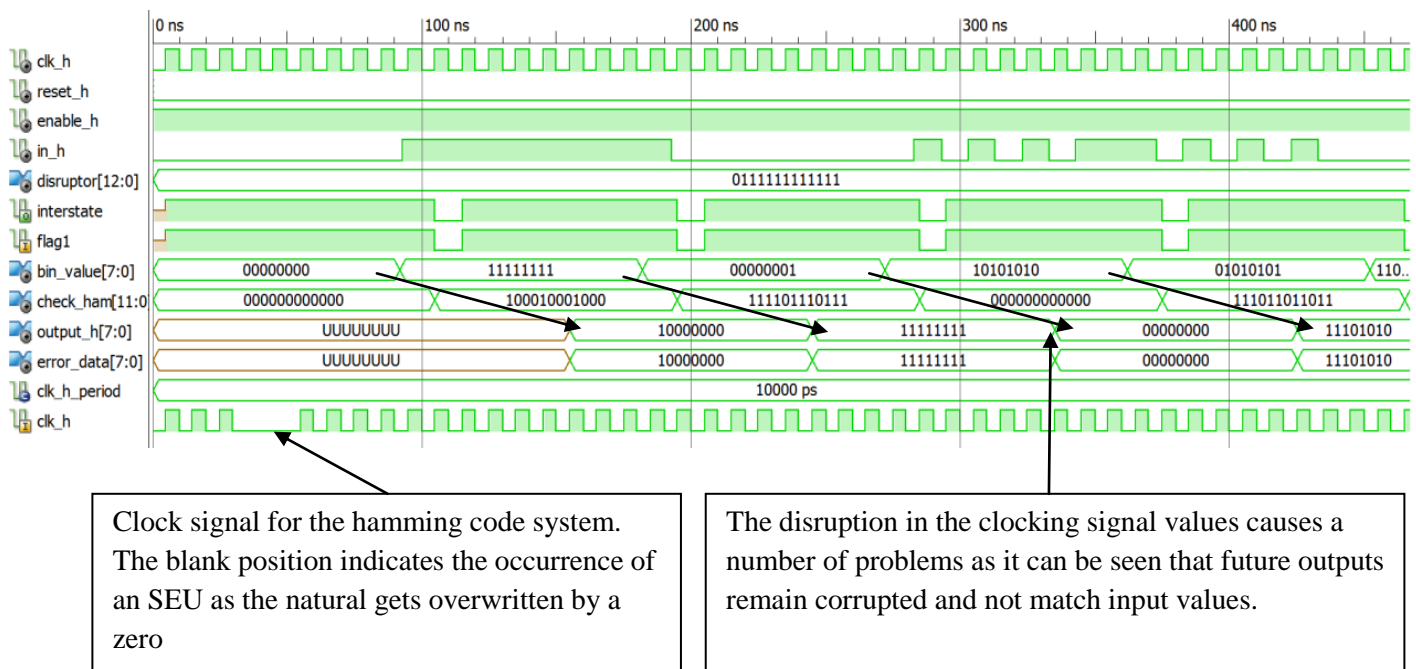 0 ns 100 ns 200 ns 300 ns 400 ns
clk_h
reset_h
enable_h
in_h
disruptor[12:0] 0111111111111
interstate
flag1
bin_value[7:0] 00000000 11111111 00000001 10101010 01010101 110...
check_ham[11:0 000000000000 100010001000 111101110111 000000000000 111011011011
output_h[7:0] UUUUUUUU 10000000 11111111 00000000 11101010
error_data[7:0] UUUUUUUU 10000000 11111111 00000000 11101010
clk_h_period 10000 ps
clk_h
Clock signal for the hamming code system.
The blank position indicates the occurrence of
an SEU as the natural gets overwritten by a
zero
The disruption in the clocking signal values causes a
number of problems as it can be seen that future outputs
remain corrupted and not match input values.